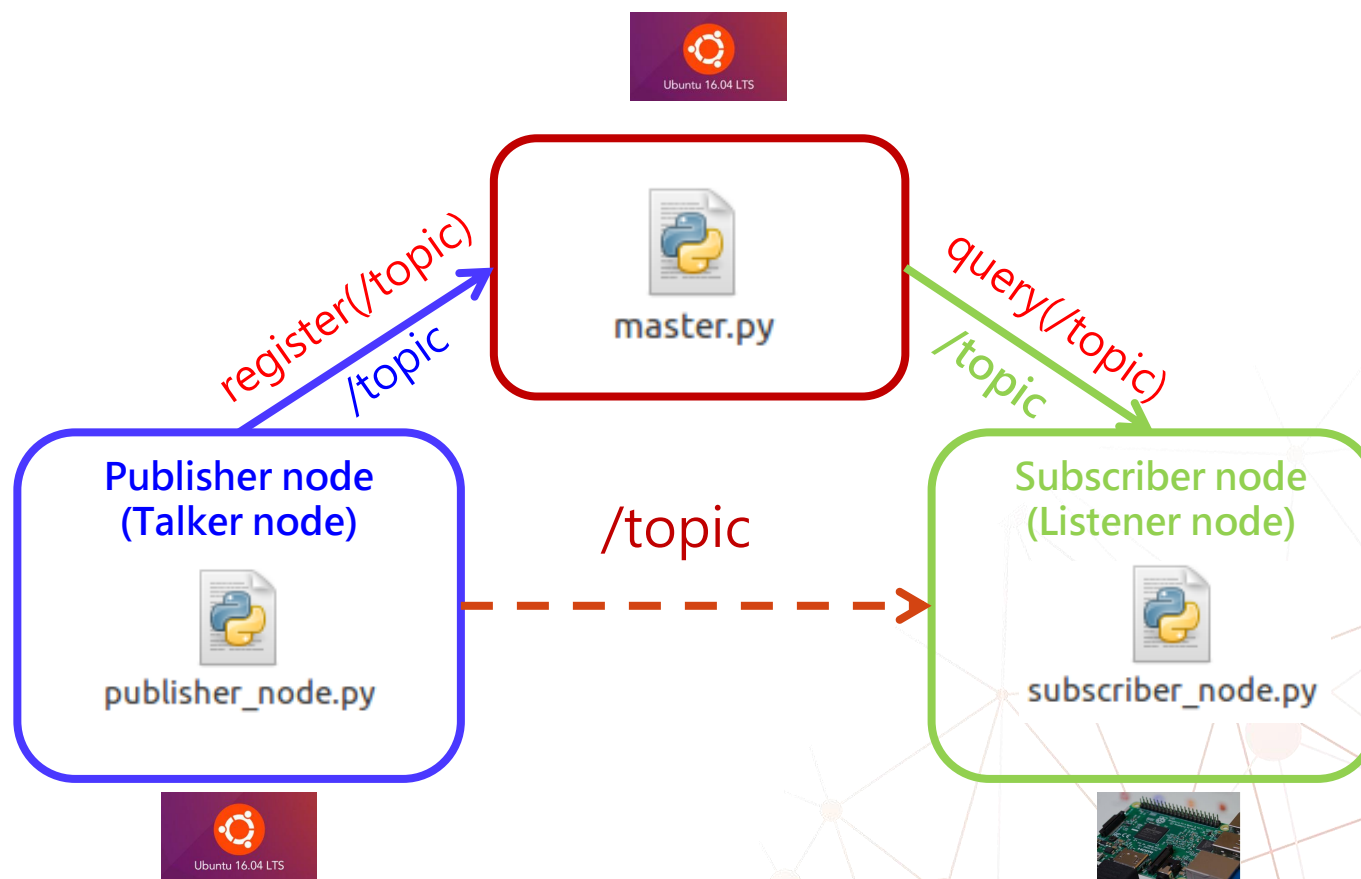 Ubuntu 16.04 LTS
master.py
register(/topic)
/topic
query(/topic)
/topic
Publisher node
(Talker node)
publisher_node.py
/topic
Subscriber node
(Listener node)
subscriber_node.py
Ubuntu 16.04 LTS